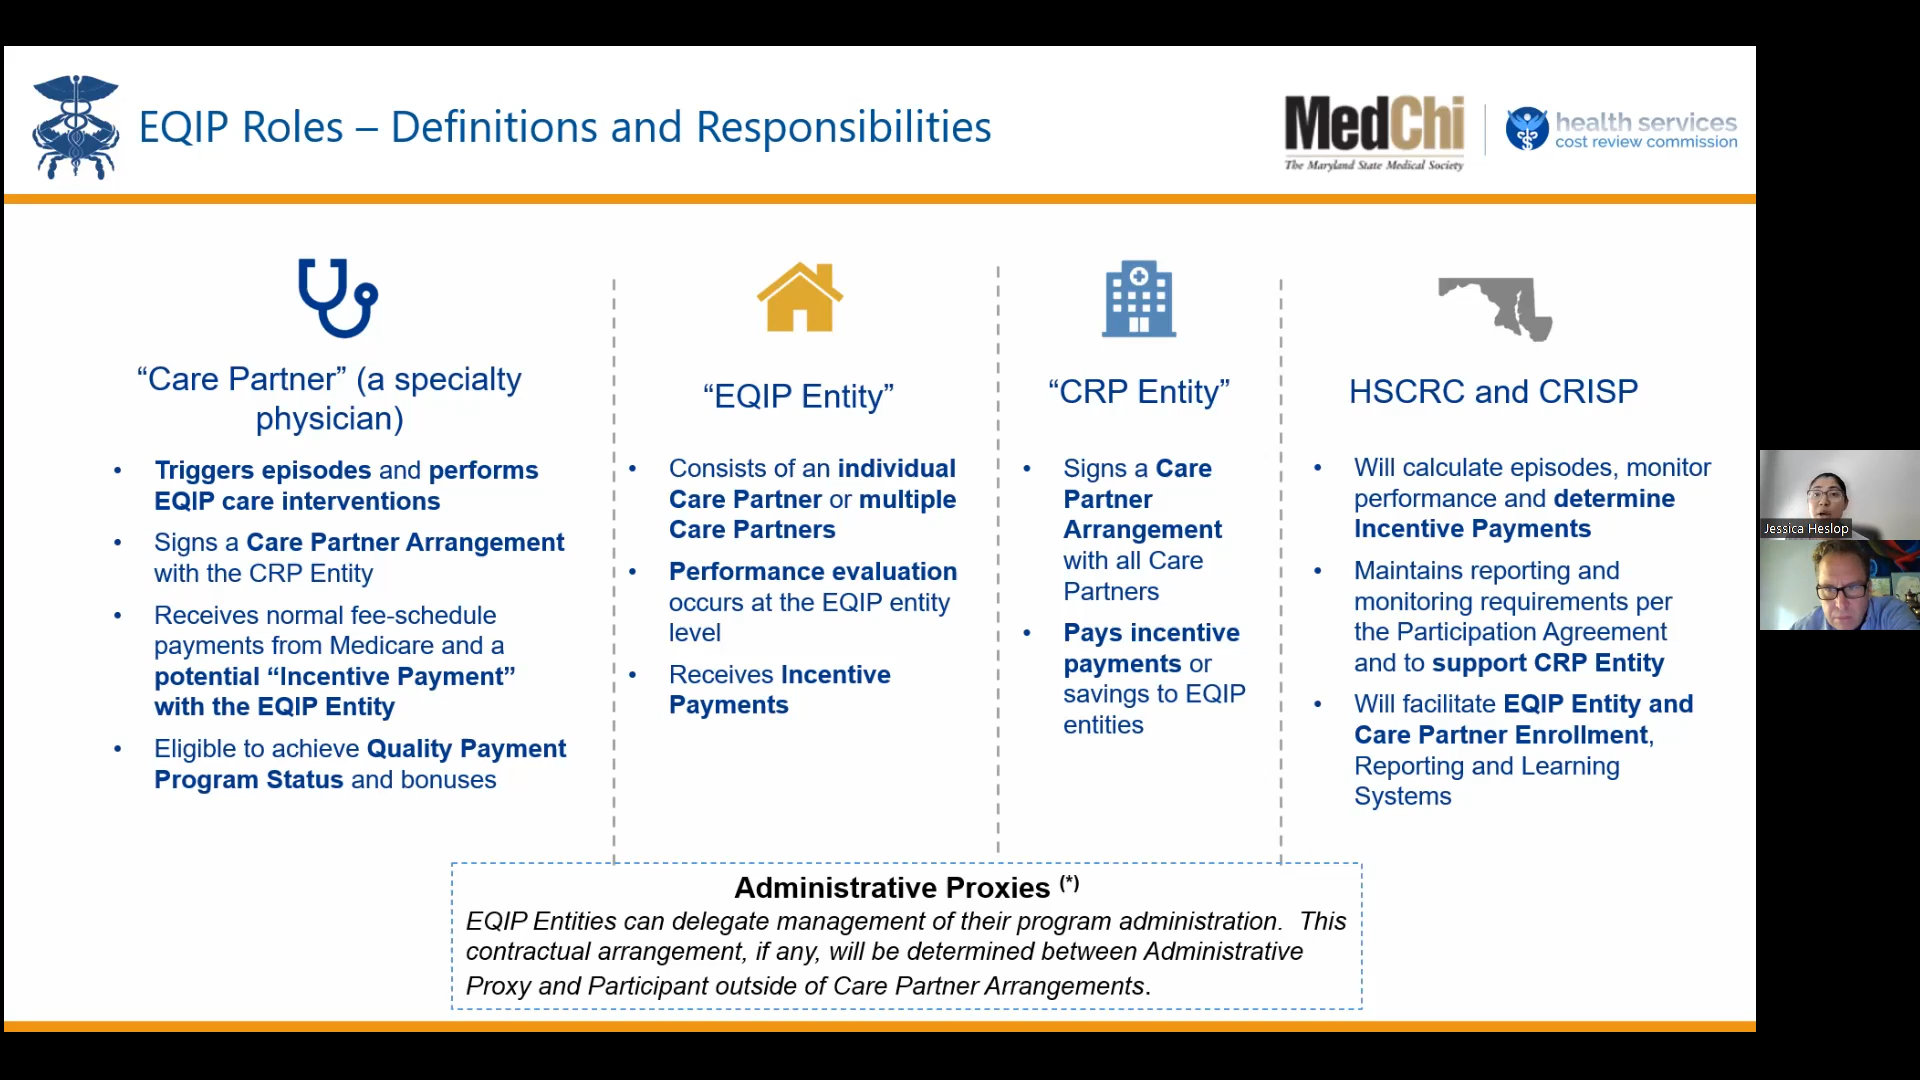 EQIP Roles – Definitions and Responsibilities
MedChi
The Maryland State Medical Society
health services
cost review commission
“Care Partner” (a specialty
physician)
• Triggers episodes and performs
EQIP care interventions
• Signs a Care Partner Arrangement
with the CRP Entity
• Receives normal fee-schedule
payments from Medicare and a
potential “Incentive Payment”
with the EQIP Entity
• Eligible to achieve Quality Payment
Program Status and bonuses
“EQIP Entity”
• Consists of an individual
Care Partner or multiple
Care Partners
• Performance evaluation
occurs at the EQIP entity
level
• Receives Incentive
Payments
“CRP Entity”
• Signs a Care
Partner
Arrangement
with all Care
Partners
• Pays incentive
payments or
savings to EQIP
entities
HSCRC and CRISP
• Will calculate episodes, monitor
performance and determine
Incentive Payments
• Maintains reporting and
monitoring requirements per
the Participation Agreement
and to support CRP Entity
• Will facilitate EQIP Entity and
Care Partner Enrollment,
Reporting and Learning
Systems
Administrative Proxies (*)
EQIP Entities can delegate management of their program administration. This
contractual arrangement, if any, will be determined between Administrative
Proxy and Participant outside of Care Partner Arrangements.
Jessica Heslop